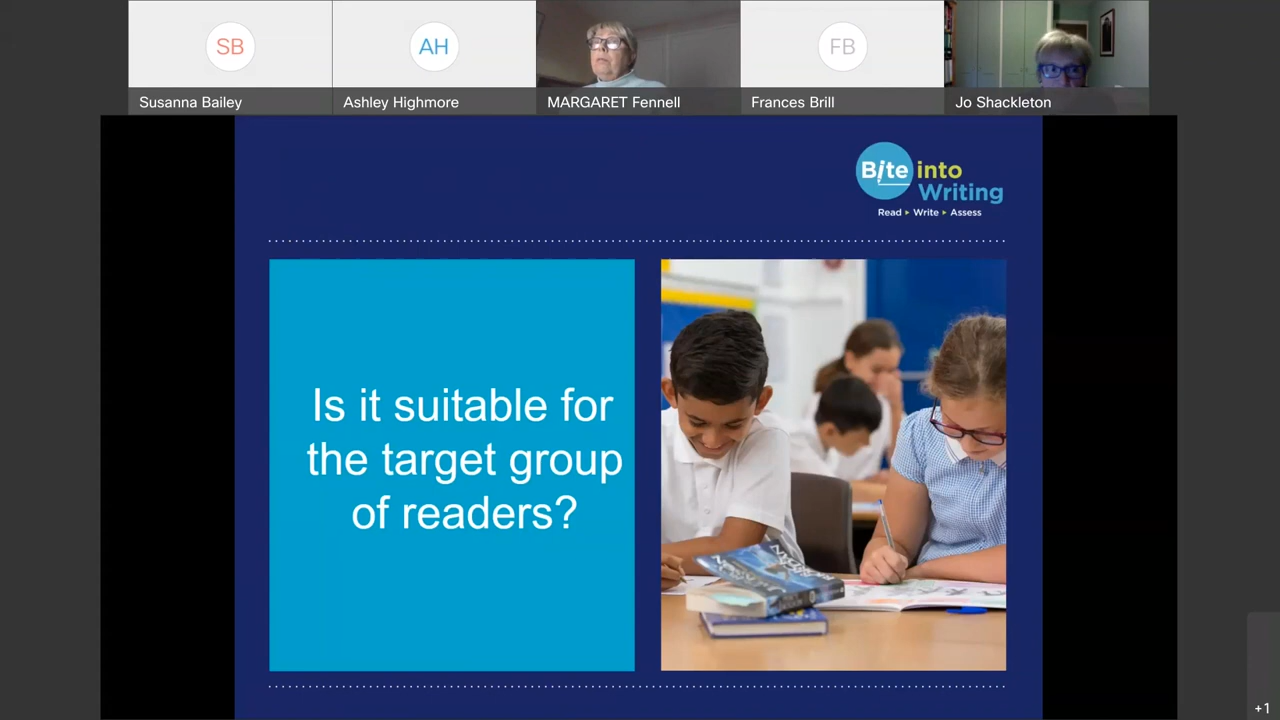 SB
AH
FB
Susanna Bailey
Ashley Highmore
MARGARET Fennell
Frances Brill
Jo Shackleton
Bite into
Writing
Read ▸ Write ▸ Assess
Is it suitable for
the target group
of readers?
+1